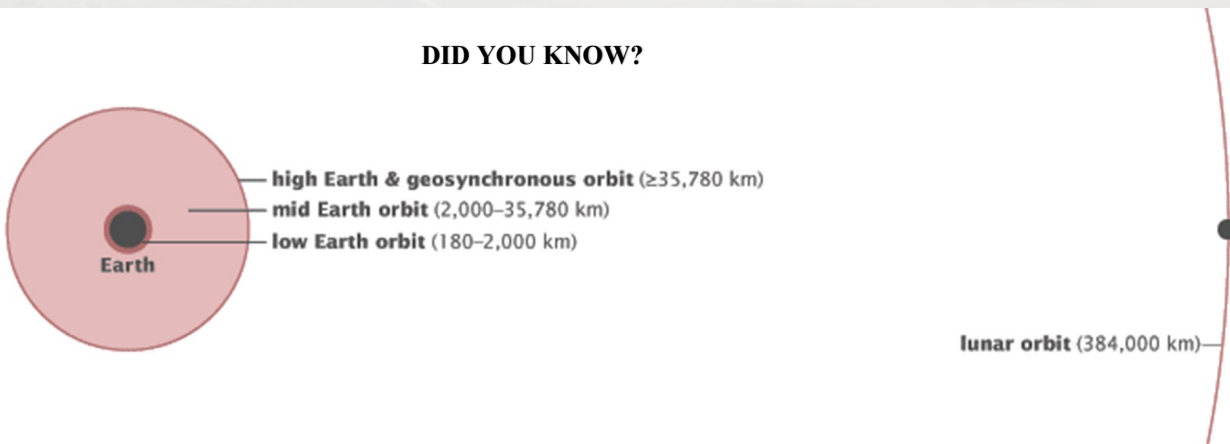 DID YOU KNOW?
high Earth & geosynchronous orbit (≥35,780 km)
mid Earth orbit (2,000–35,780 km)
low Earth orbit (180–2,000 km)
Earth
lunar orbit (384,000 km)